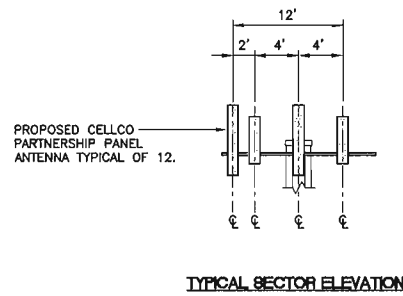 12'
2' 4' 4'
PROPOSED CELLCO
PARTNERSHIP PANEL
ANTENNA TYPICAL OF 12.
℄ ℄ ℄ ℄
TYPICAL SECTOR ELEVATION